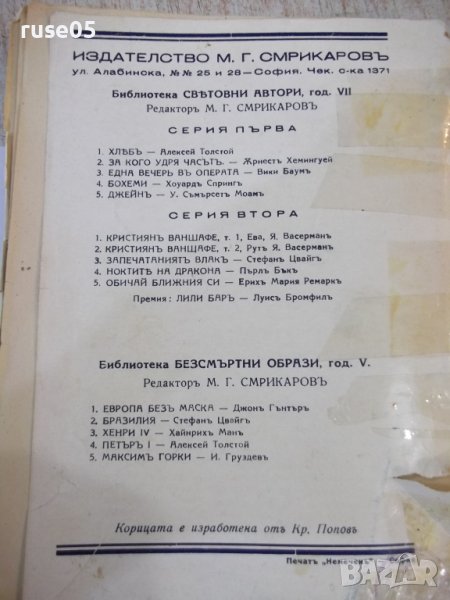 ruse05
ИЗДАТЕЛСТВО М. Г. СМРИКАРОВЪ
ул. Алабинска, №№ 25 и 28 — София. Чек. с-ка 1371
Библиотека СВѢТОВНИ АВТОРИ, год. VII
Редакторъ М. Г. СМРИКАРОВЪ
СЕРИЯ ПЪРВА
1. ХЛѢБЪ — Алексей Толстой
2. ЗА КОГО УДРЯ ЧАСЪТЪ. — Ърнестъ Хемингуей
3. ЕДНА ВЕЧЕРЬ ВЪ ОПЕРАТА — Вики Баумъ
4. БОХЕМИ — Хоуардъ Спрингъ
5. ДЖЕЙНЪ — У. Съмърсетъ Моамъ
СЕРИЯ ВТОРА
1. КРИСТИЯНЪ ВАНШАФЕ, т. 1, Ева, Я. Васерманъ
2. КРИСТИЯНЪ ВАНШАФЕ, т. 2, Рутъ Я. Васерманъ
3. ЗАПЕЧАТАНИЯТЪ ВЛАКЪ — Стефанъ Цвайгъ
4. НОКТИТѢ НА ДРАКОНА — Пърлъ Бъкъ
5. ОБИЧАЙ БЛИЖНИЯ СИ — Ерихъ Мария Ремаркъ
Премия: ЛИЛИ БАРЪ — Луисъ Бромфилъ
Библиотека БЕЗСМЪРТНИ ОБРАЗИ, год. V.
Редакторъ М. Г. СМРИКАРОВЪ
1. ЕВРОПА БЕЗЪ МАСКА — Джонъ Гънтъръ
2. БРАЗИЛИЯ — Стефанъ Цвайгъ
3. ХЕНРИ IV — Хайнрихъ Манъ
4. ПЕТЪРЪ I — Алексей Толстой
5. МАКСИМЪ ГОРКИ — И. Груздевъ
Корицата е изработена отъ Кр. Поповъ
Печатъ
BAZAR